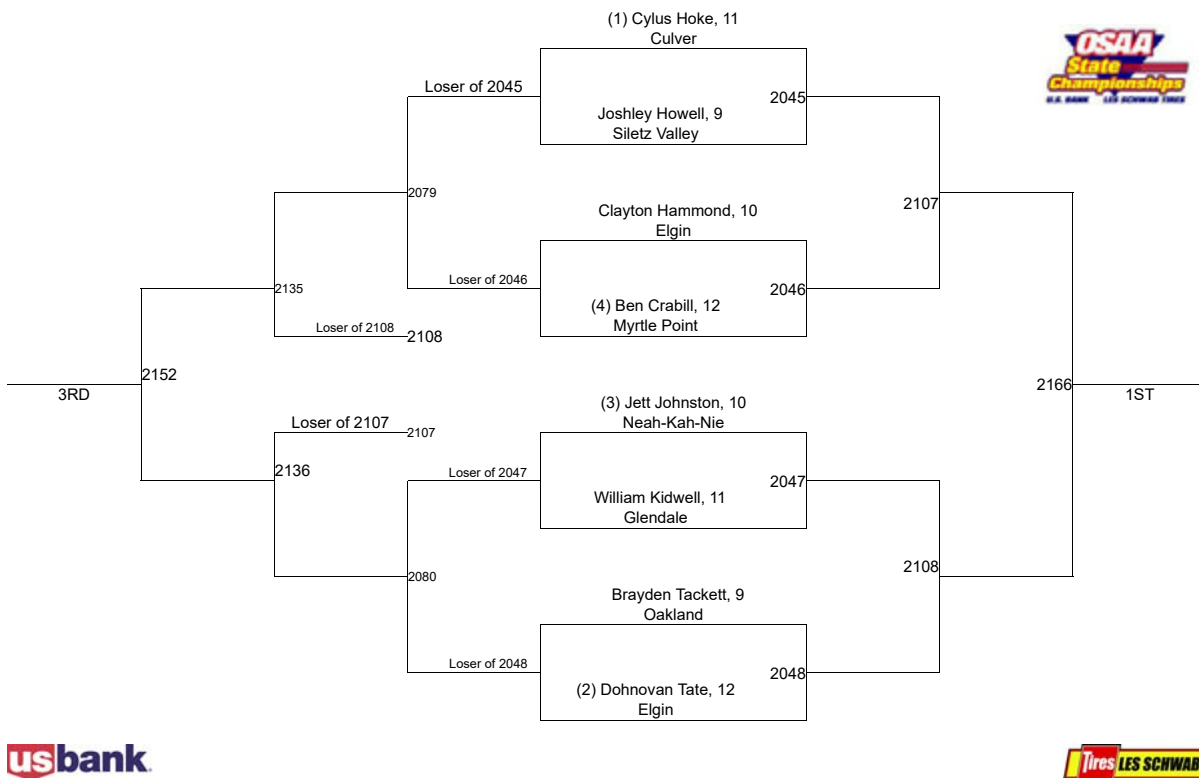 (1) Cylus Hoke, 11
Culver
OSAA
State
Championships
U.S. BANK LES SCHWAB TIRES
Loser of 2045
2045
Joshley Howell, 9
Siletz Valley
2079
2107
Clayton Hammond, 10
Elgin
Loser of 2046
2046
2135
(4) Ben Crabill, 12
Myrtle Point
Loser of 2108
2108
2152
2166
3RD
1ST
(3) Jett Johnston, 10
Neah-Kah-Nie
Loser of 2107
2107
2136
Loser of 2047
2047
William Kidwell, 11
Glendale
2080
2108
Brayden Tackett, 9
Oakland
Loser of 2048
2048
(2) Dohnovan Tate, 12
Elgin
usbank.
Tires LES SCHWAB